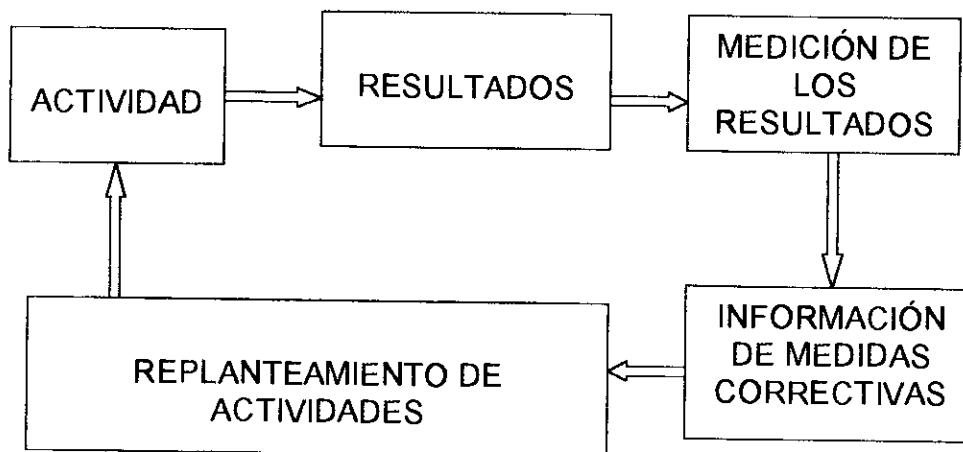 ACTIVIDAD
RESULTADOS
MEDICIÓN DE
LOS
RESULTADOS
INFORMACIÓN
DE MEDIDAS
CORRECTIVAS
REPLANTEAMIENTO DE
ACTIVIDADES